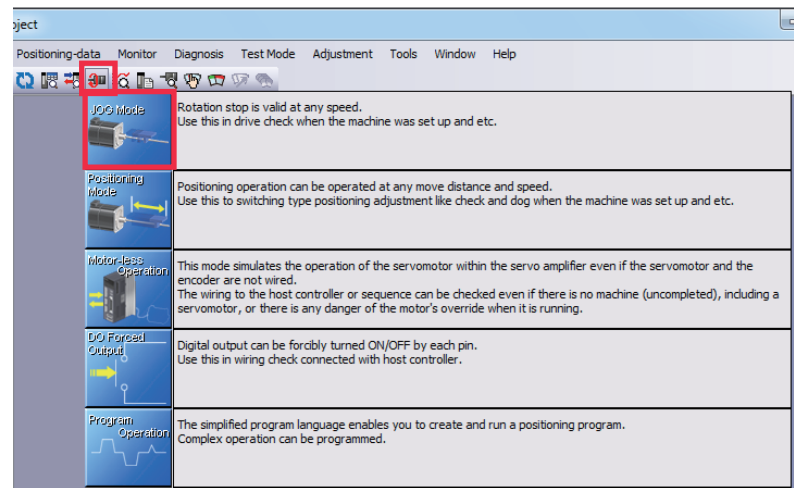 oject
Positioning-data Monitor Diagnosis Test Mode Adjustment Tools Window Help
JOG Mode
Rotation stop is valid at any speed.
Use this in drive check when the machine was set up and etc.
Positioning
Mode
Positioning operation can be operated at any move distance and speed.
Use this to switching type positioning adjustment like check and dog when the machine was set up and etc.
Motor-less
Operation
This mode simulates the operation of the servomotor within the servo amplifier even if the servomotor and the
encoder are not wired.
The wiring to the host controller or sequence can be checked even if there is no machine (uncompleted), including a
servomotor, or there is any danger of the motor's override when it is running.
DO Forced
Output
Digital output can be forcibly turned ON/OFF by each pin.
Use this in wiring check connected with host controller.
Program
Operation
The simplified program language enables you to create and run a positioning program.
Complex operation can be programmed.